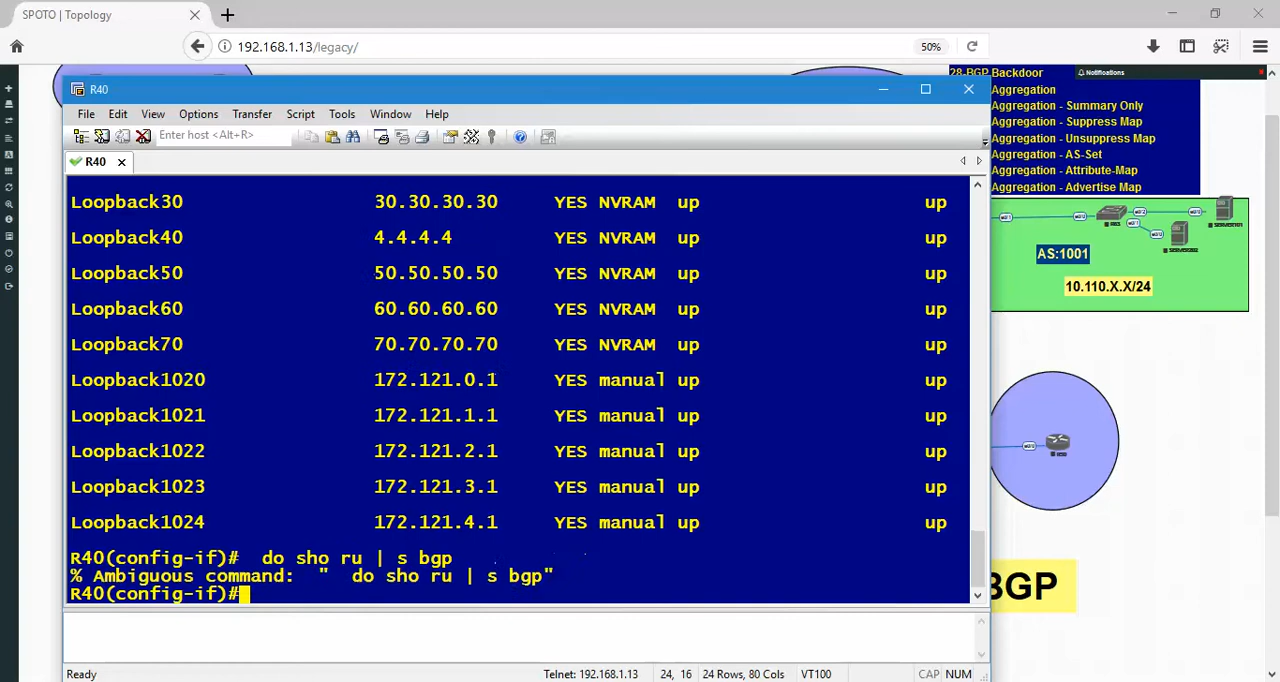 SPOTO | Topology
192.168.1.13/legacy/
50%
28-BGP Backdoor
Notifications
Aggregation
Aggregation - Summary Only
Aggregation - Suppress Map
Aggregation - Unsuppress Map
Aggregation - AS-Set
Aggregation - Attribute-Map
Aggregation - Advertise Map
AS:1001
10.110.X.X/24
BGP
R40
File Edit View Options Transfer Script Tools Window Help
Enter host <Alt+R>
R40
Loopback30 30.30.30.30 YES NVRAM up up
Loopback40 4.4.4.4 YES NVRAM up up
Loopback50 50.50.50.50 YES NVRAM up up
Loopback60 60.60.60.60 YES NVRAM up up
Loopback70 70.70.70.70 YES NVRAM up up
Loopback1020 172.121.0.1 YES manual up up
Loopback1021 172.121.1.1 YES manual up up
Loopback1022 172.121.2.1 YES manual up up
Loopback1023 172.121.3.1 YES manual up up
Loopback1024 172.121.4.1 YES manual up up
R40(config-if)#  do sho ru | s bgp
% Ambiguous command:  "  do sho ru | s bgp"
R40(config-if)#
Ready Telnet: 192.168.1.13 24, 16 24 Rows, 80 Cols VT100 CAP NUM